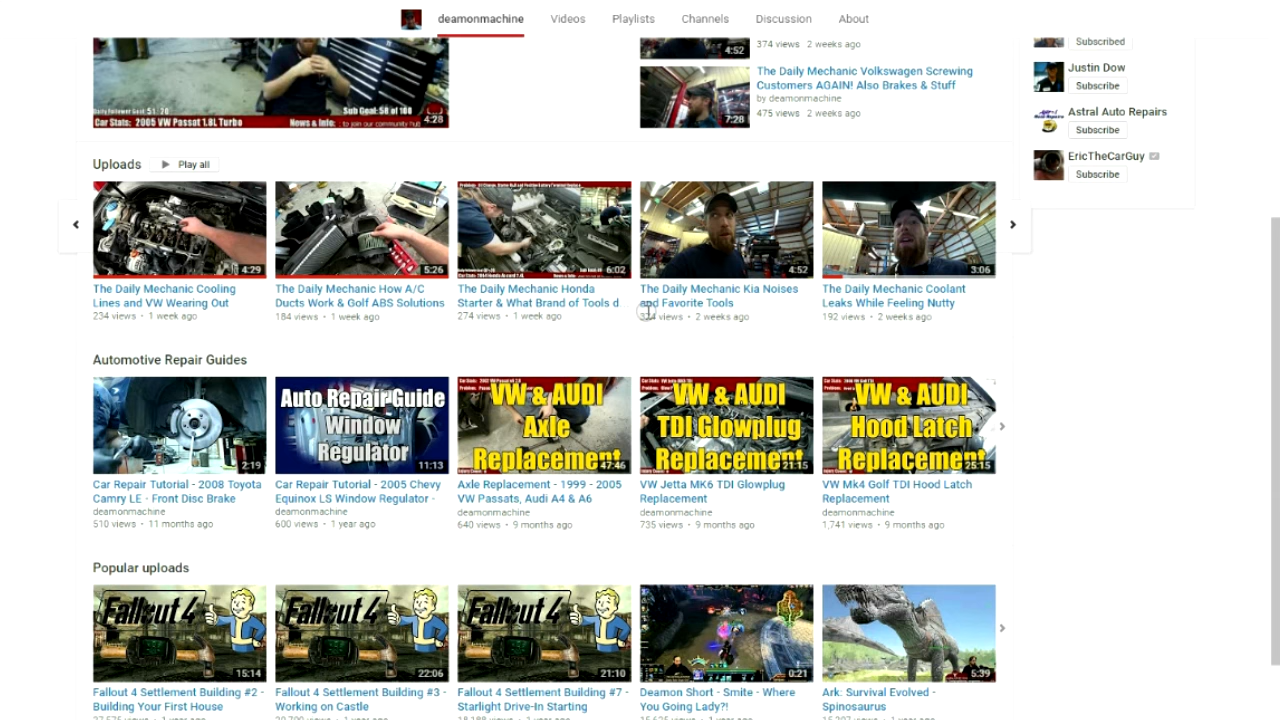 deamonmachine Videos Playlists Channels Discussion About
4:52
374 views • 2 weeks ago
The Daily Mechanic Volkswagen Screwing
Customers AGAIN! Also Brakes & Stuff
by deamonmachine
475 views 2 weeks ago
7:28
Sub Goal: 58 of 100
Car Stats: 2005 VW Passat 1.8L Turbo
News & Info: : to join our community hub
4:28
Subscribed
Justin Dow
Subscribe
Astral Auto Repairs
Subscribe
EricTheCarGuy
Subscribe
Uploads Play all
4:29
The Daily Mechanic Cooling
Lines and VW Wearing Out
234 views • 1 week ago
5:26
The Daily Mechanic How A/C
Ducts Work & Golf ABS Solutions
184 views • 1 week ago
6:02
The Daily Mechanic Honda
Starter & What Brand of Tools d
274 views • 1 week ago
4:52
The Daily Mechanic Kia Noises
and Favorite Tools
views • 2 weeks ago
3:06
The Daily Mechanic Coolant
Leaks While Feeling Nutty
192 views • 2 weeks ago
Automotive Repair Guides
2:19
Car Repair Tutorial - 2008 Toyota
Camry LE - Front Disc Brake
deamonmachine
510 views • 11 months ago
Auto Repair Guide
Window
Regulator
11:13
Car Repair Tutorial - 2005 Chevy
Equinox LS Window Regulator -
deamonmachine
600 views • 1 year ago
VW & AUDI
Axle
Replacement
47:46
Axle Replacement - 1999 - 2005
VW Passats, Audi A4 & A6
deamonmachine
640 views • 9 months ago
VW & AUDI
TDI Glowplug
Replacement
21:15
VW Jetta MK6 TDI Glowplug
Replacement
deamonmachine
735 views • 9 months ago
VW & AUDI
Hood Latch
Replacement
25:15
VW Mk4 Golf TDI Hood Latch
Replacement
deamonmachine
1,741 views • 9 months ago
Popular uploads
Fallout 4
15:14
Fallout 4 Settlement Building #2 -
Building Your First House
Fallout 4
22:06
Fallout 4 Settlement Building #3 -
Working on Castle
Fallout 4
21:10
Fallout 4 Settlement Building #7 -
Starlight Drive-In Starting
0:21
Deamon Short - Smite - Where
You Going Lady?!
5:39
Ark: Survival Evolved -
Spinosaurus